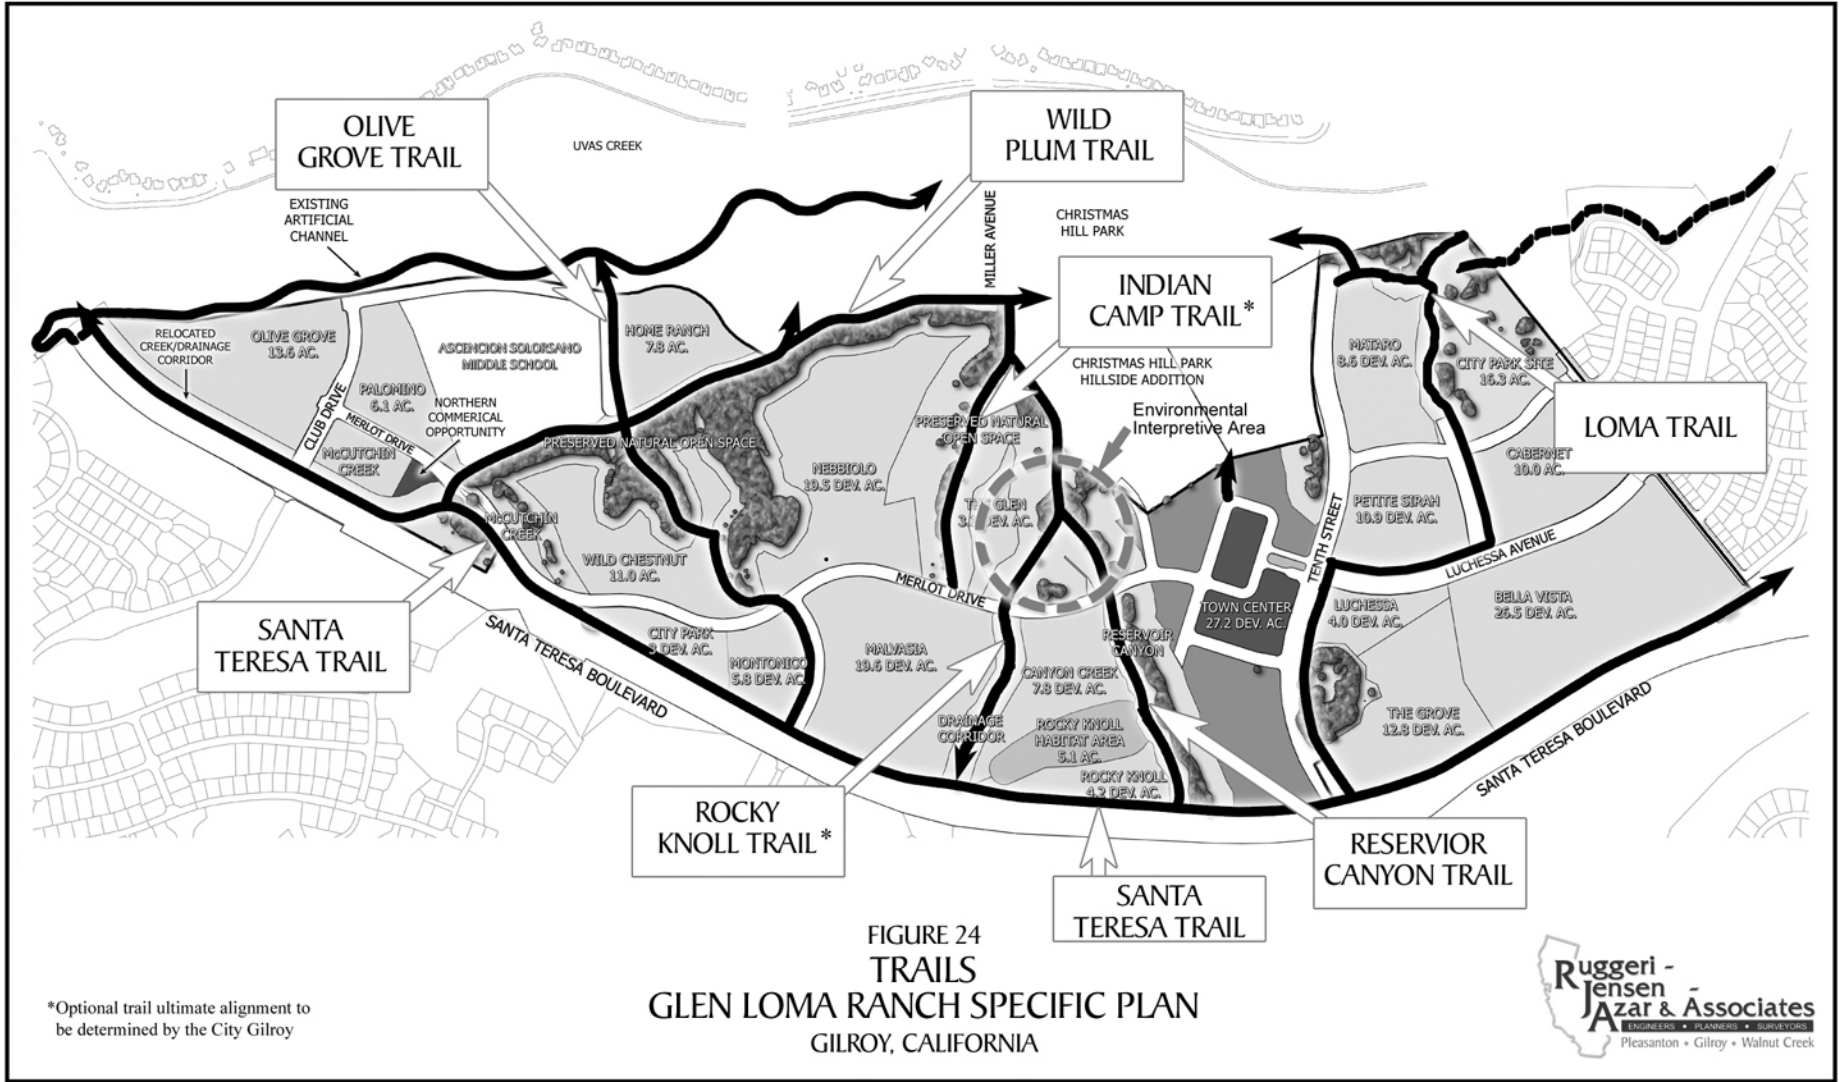 OLIVE
GROVE TRAIL
WILD
PLUM TRAIL
UVAS CREEK
EXISTING
ARTIFICIAL
CHANNEL
MILLER AVENUE
CHRISTMAS
HILL PARK
INDIAN
CAMP TRAIL*
RELOCATED
CREEK/DRAINAGE
CORRIDOR
OLIVE GROVE
13.6 AC.
ASCENCION SOLORSANO
MIDDLE SCHOOL
HOME RANCH
7.8 AC.
PALOMINO
6.1 AC.
CLUB DRIVE
MERLOT DRIVE
NORTHERN
COMMERICAL
OPPORTUNITY
McCUTCHIN
CREEK
CHRISTMAS HILL PARK
HILLSIDE ADDITION
Environmental
Interpretive Area
MATARO
8.6 DEV. AC.
CITY PARK SITE
16.3 AC.
LOMA TRAIL
PRESERVED NATURAL OPEN SPACE
PRESERVED NATURAL
OPEN SPACE
NEBBIOLO
19.5 DEV. AC.
CABERNET
10.0 AC.
McCUTCHIN
CREEK
THE GLEN
DEV. AC.
PETITE SIRAH
10.9 DEV. AC.
TENTH STREET
LUCHESSA AVENUE
WILD CHESTNUT
11.0 AC.
MERLOT DRIVE
TOWN CENTER
27.2 DEV. AC.
LUCHESSA
4.0 DEV. AC.
BELLA VISTA
26.5 DEV. AC.
SANTA
TERESA TRAIL
SANTA TERESA BOULEVARD
CITY PARK
3 DEV. AC.
MONTONICO
5.8 DEV. AC.
MALVASIA
19.6 DEV. AC.
RESERVOIR
CANYON
CANYON CREEK
7.8 DEV. AC.
DRAINAGE
CORRIDOR
ROCKY KNOLL
HABITAT AREA
5.1 AC.
ROCKY KNOLL
4.2 DEV. AC.
THE GROVE
12.8 DEV. AC.
SANTA TERESA BOULEVARD
ROCKY
KNOLL TRAIL*
RESERVIOR
CANYON TRAIL
SANTA
TERESA TRAIL
FIGURE 24
TRAILS
GLEN LOMA RANCH SPECIFIC PLAN
GILROY, CALIFORNIA
*Optional trail ultimate alignment to
be determined by the City Gilroy
Ruggeri -
Jensen -
Azar & Associates
ENGINEERS • PLANNERS • SURVEYORS
Pleasanton • Gilroy • Walnut Creek